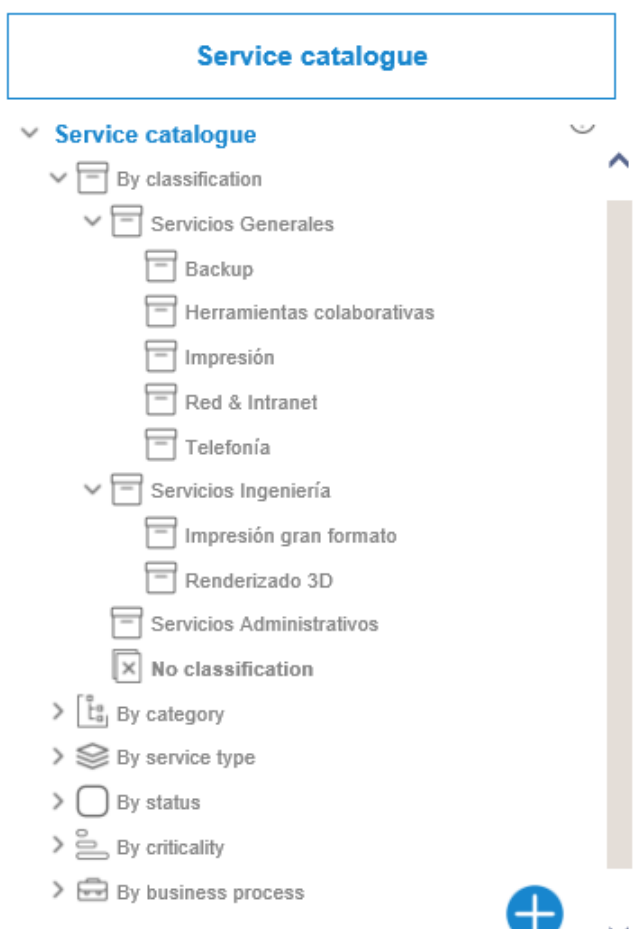 Service catalogue
Service catalogue
By classification
Servicios Generales
Backup
Herramientas colaborativas
Impresión
Red & Intranet
Telefonía
Servicios Ingeniería
Impresión gran formato
Renderizado 3D
Servicios Administrativos
No classification
By category
By service type
By status
By criticality
By business process